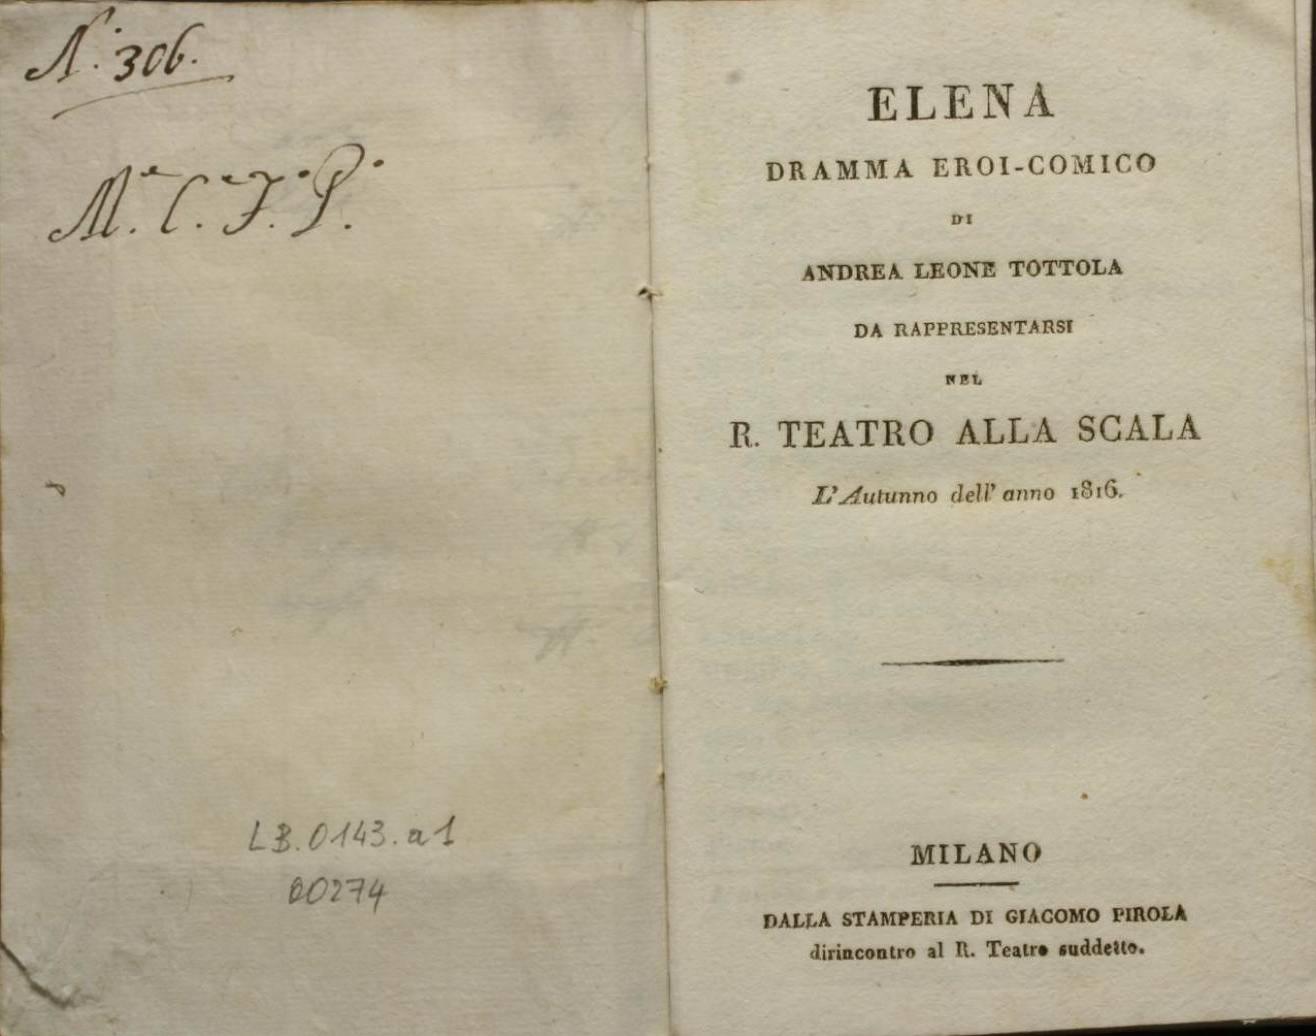 N. 306.
M. C. F. P.
LB.0143.a1
00274
ELENA
DRAMMA EROI-COMICO
DI
ANDREA LEONE TOTTOLA
DA RAPPRESENTARSI
NEL
R. TEATRO ALLA SCALA
L'Autunno dell' anno 1816.
MILANO
DALLA STAMPERIA DI GIACOMO PIROLA
dirincontro al R. Teatro suddetto.